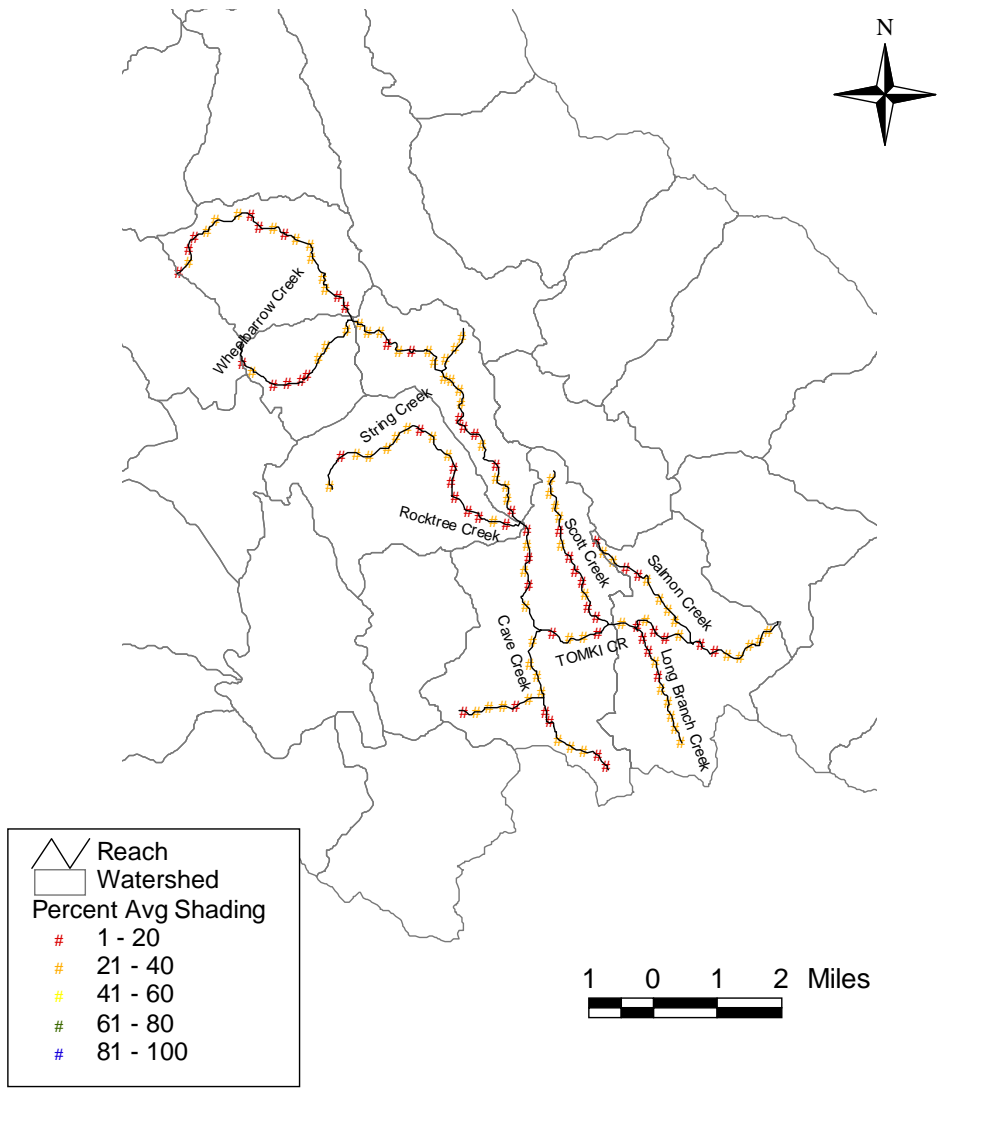 N
Wheelbarrow Creek
String Creek
Rocktree Creek
Scott Creek
Salmon Creek
Cave Creek
TOMKI CR
Long Branch Creek
Reach
Watershed
Percent Avg Shading
# 1 - 20
# 21 - 40
# 41 - 60
# 61 - 80
# 81 - 100
1 0 1 2 Miles